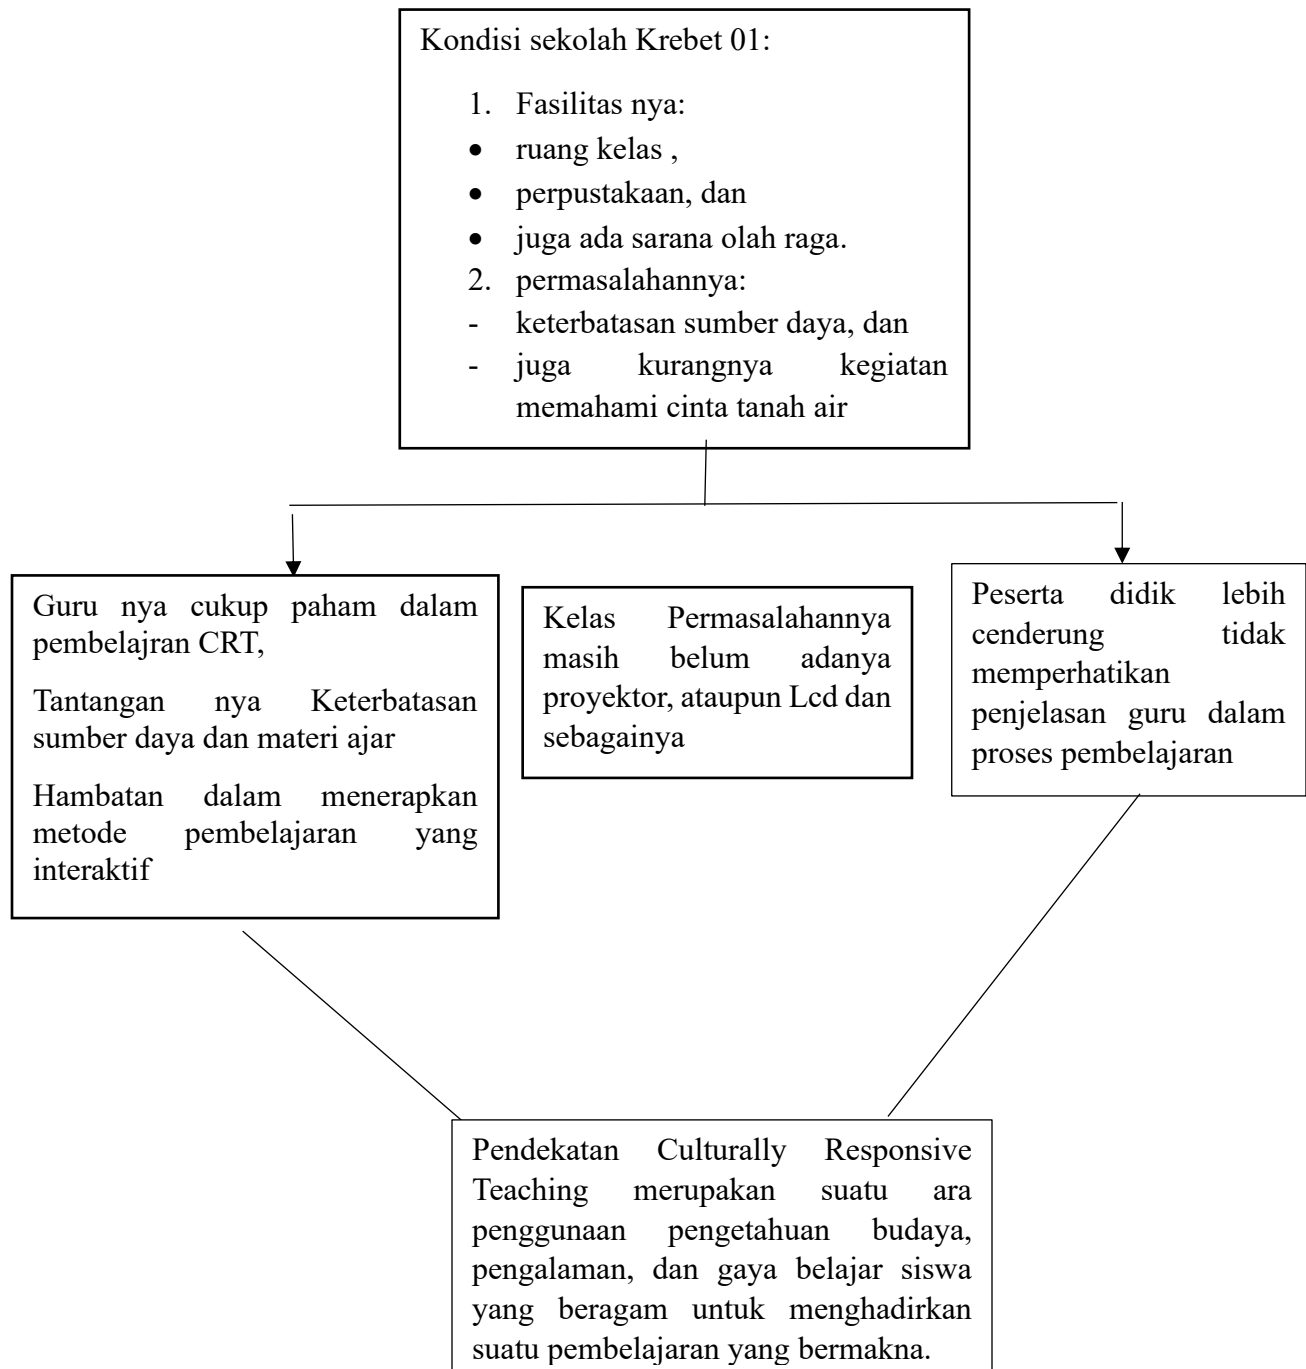 Kondisi sekolah Krebet 01:
1. Fasilitas nya:
• ruang kelas ,
• perpustakaan, dan
• juga ada sarana olah raga.
2. permasalahannya:
- keterbatasan sumber daya, dan
- juga kurangnya kegiatan
memahami cinta tanah air
Guru nya cukup paham dalam
pembelajran CRT,
Tantangan nya Keterbatasan
sumber daya dan materi ajar
Hambatan dalam menerapkan
metode pembelajaran yang
interaktif
Kelas Permasalahannya
masih belum adanya
proyektor, ataupun Lcd dan
sebagainya
Peserta didik lebih
cenderung tidak
memperhatikan
penjelasan guru dalam
proses pembelajaran
Pendekatan Culturally Responsive
Teaching merupakan suatu ara
penggunaan pengetahuan budaya,
pengalaman, dan gaya belajar siswa
yang beragam untuk menghadirkan
suatu pembelajaran yang bermakna.